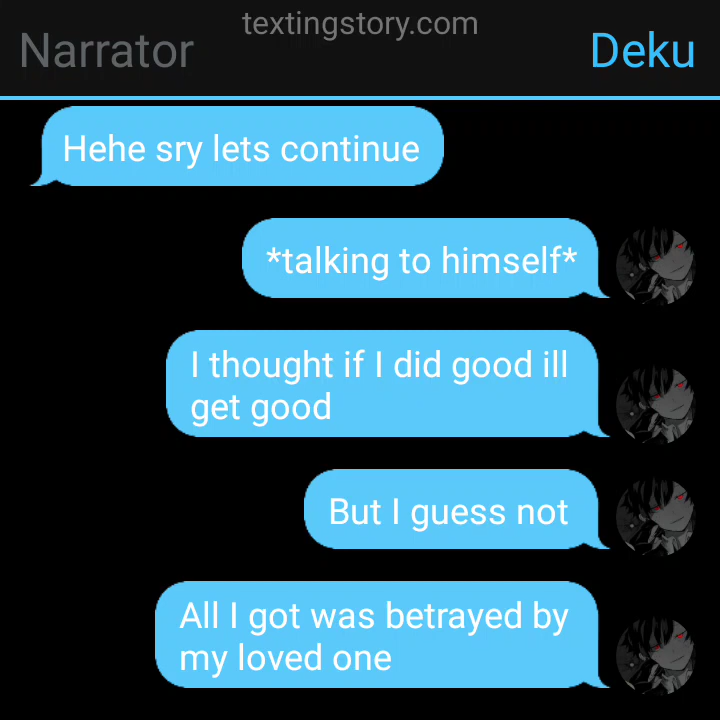 textingstory.com
Narrator
Deku
Hehe sry lets continue
*talking to himself*
I thought if I did good ill
get good
But I guess not
All I got was betrayed by
my loved one